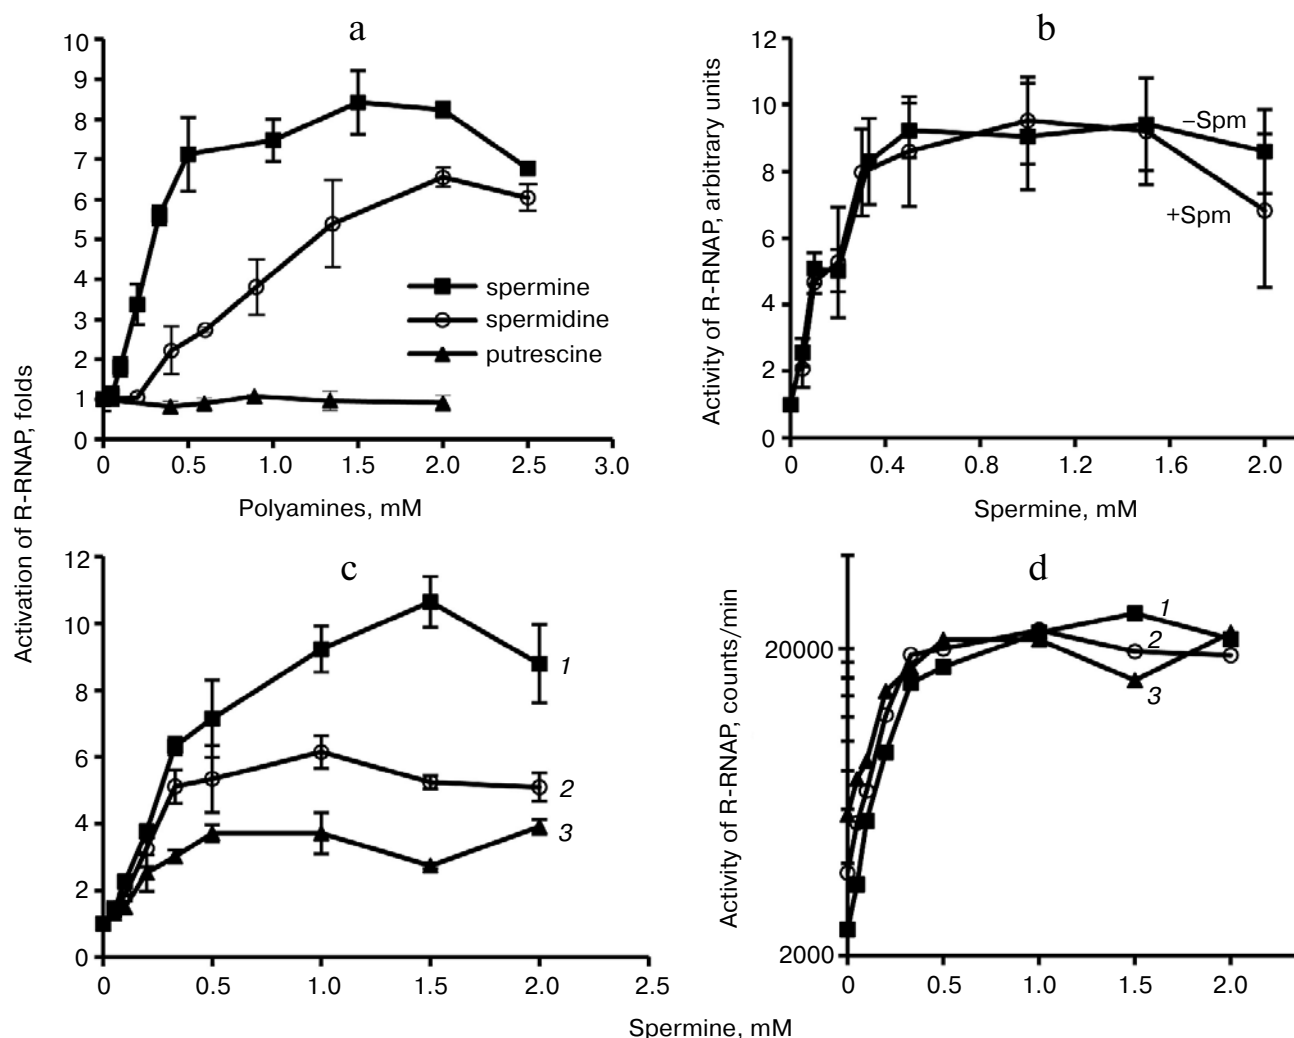 a
10
9
8
7
6
5
4
3
2
1
0
0 0.5 1.0 1.5 2.0 2.5 3.0
spermine
spermidine
putrescine
Polyamines, mM
Activation of R-RNAP, folds
b
12
10
8
6
4
2
0
0 0.4 0.8 1.2 1.6 2.0
–Spm
+Spm
Spermine, mM
Activity of R-RNAP, arbitrary units
c
12
10
8
6
4
2
0
0 0.5 1.0 1.5 2.0 2.5
1
2
3
d
20000
2000
0 0.5 1.0 1.5 2.0
1
2
3
Activity of R-RNAP, counts/min
Spermine, mM